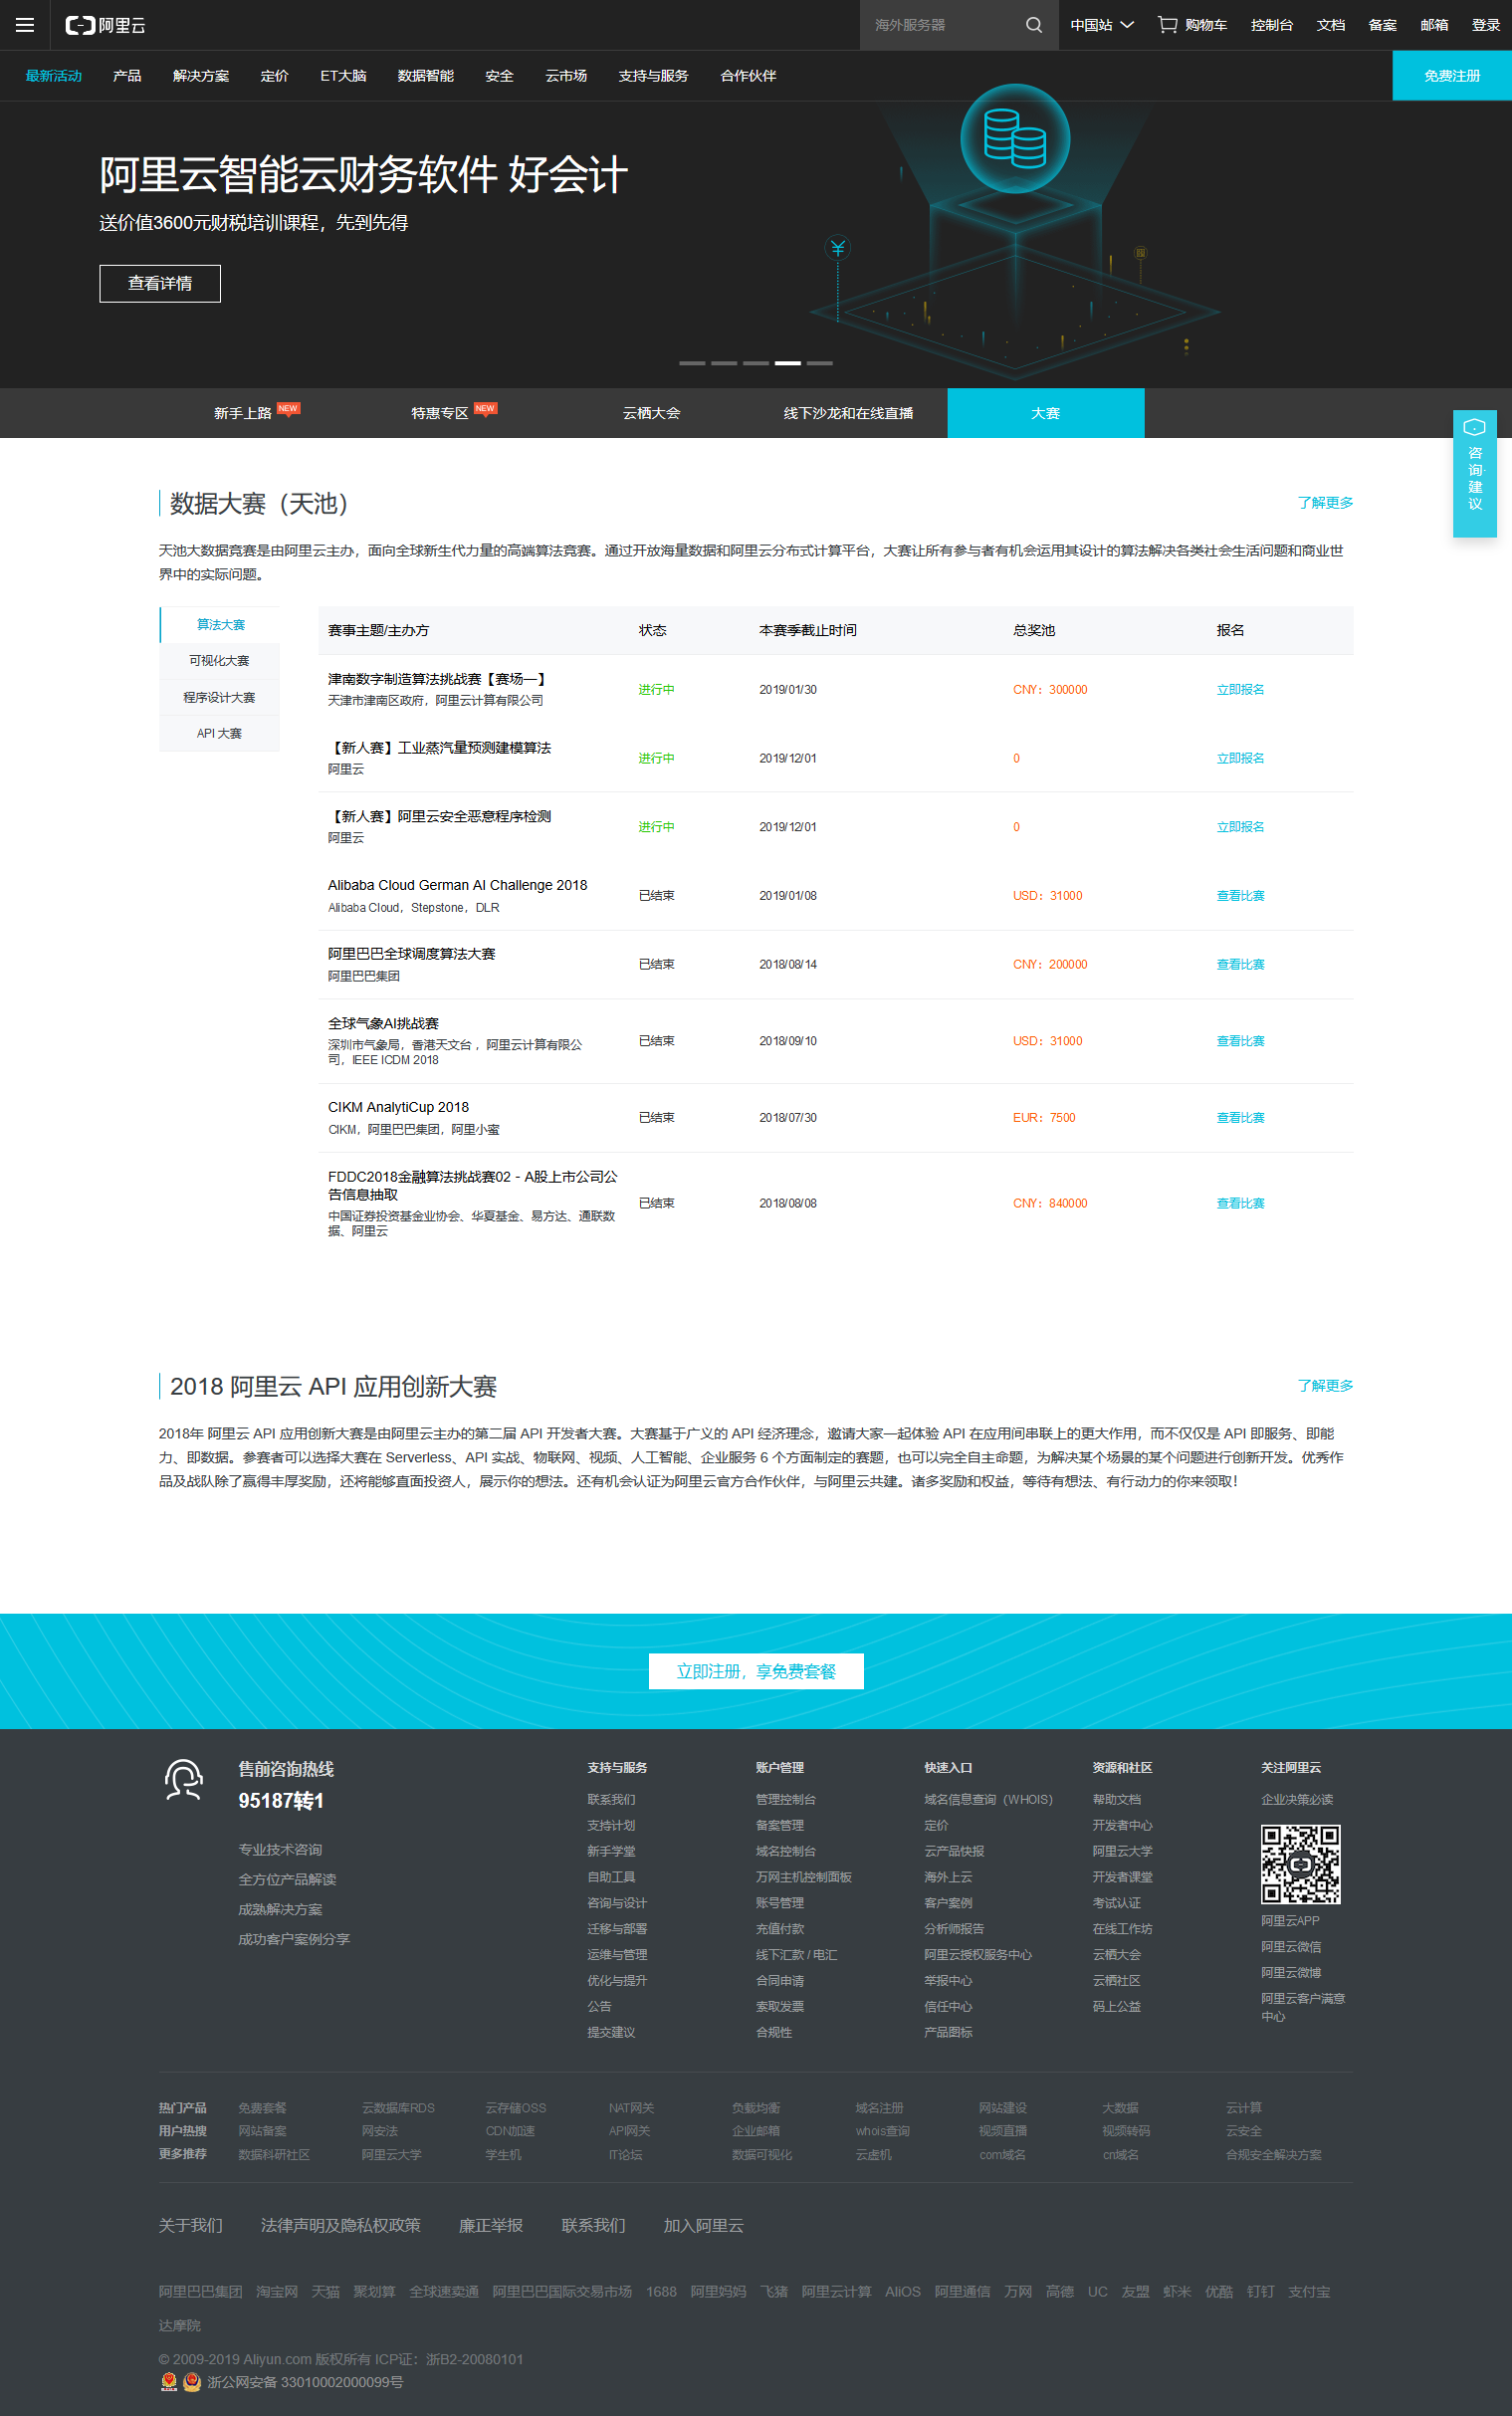 阿里云
海外服务器
中国站
购物车
控制台
文档
备案
邮箱
登录
最新活动
产品
解决方案
定价
ET大脑
数据智能
安全
云市场
支持与服务
合作伙伴
免费注册
阿里云智能云财务软件 好会计
送价值3600元财税培训课程，先到先得
查看详情
新手上路 NEW
特惠专区 NEW
云栖大会
线下沙龙和在线直播
大赛
咨询·建议
数据大赛（天池）
了解更多
天池大数据竞赛是由阿里云主办，面向全球新生代力量的高端算法竞赛。通过开放海量数据和阿里云分布式计算平台，大赛让所有参与者有机会运用其设计的算法解决各类社会生活问题和商业世
界中的实际问题。
算法大赛
可视化大赛
程序设计大赛
API 大赛
赛事主题/主办方 状态 本赛季截止时间 总奖池 报名
津南数字制造算法挑战赛【赛场一】
天津市津南区政府，阿里云计算有限公司
进行中 2019/01/30 CNY：300000 立即报名
【新人赛】工业蒸汽量预测建模算法
阿里云
进行中 2019/12/01 0 立即报名
【新人赛】阿里云安全恶意程序检测
阿里云
进行中 2019/12/01 0 立即报名
Alibaba Cloud German AI Challenge 2018
Alibaba Cloud，Stepstone，DLR
已结束 2019/01/08 USD：31000 查看比赛
阿里巴巴全球调度算法大赛
阿里巴巴集团
已结束 2018/08/14 CNY：200000 查看比赛
全球气象AI挑战赛
深圳市气象局，香港天文台 ，阿里云计算有限公
司，IEEE ICDM 2018
已结束 2018/09/10 USD：31000 查看比赛
CIKM AnalytiCup 2018
CIKM，阿里巴巴集团，阿里小蜜
已结束 2018/07/30 EUR：7500 查看比赛
FDDC2018金融算法挑战赛02－A股上市公司公
告信息抽取
中国证券投资基金业协会、华夏基金、易方达、通联数
据、阿里云
已结束 2018/08/08 CNY：840000 查看比赛
2018 阿里云 API 应用创新大赛
了解更多
2018年 阿里云 API 应用创新大赛是由阿里云主办的第二届 API 开发者大赛。大赛基于广义的 API 经济理念，邀请大家一起体验 API 在应用间串联上的更大作用，而不仅仅是 API 即服务、即能
力、即数据。参赛者可以选择大赛在 Serverless、API 实战、物联网、视频、人工智能、企业服务 6 个方面制定的赛题，也可以完全自主命题，为解决某个场景的某个问题进行创新开发。优秀作
品及战队除了赢得丰厚奖励，还将能够直面投资人，展示你的想法。还有机会认证为阿里云官方合作伙伴，与阿里云共建。诸多奖励和权益，等待有想法、有行动力的你来领取！
立即注册，享免费套餐
售前咨询热线
95187转1
专业技术咨询
全方位产品解读
成熟解决方案
成功客户案例分享
支持与服务
联系我们
支持计划
新手学堂
自助工具
咨询与设计
迁移与部署
运维与管理
优化与提升
公告
提交建议
账户管理
管理控制台
备案管理
域名控制台
万网主机控制面板
账号管理
充值付款
线下汇款 / 电汇
合同申请
索取发票
合规性
快速入口
域名信息查询（WHOIS）
定价
云产品快报
海外上云
客户案例
分析师报告
阿里云授权服务中心
举报中心
信任中心
产品图标
资源和社区
帮助文档
开发者中心
阿里云大学
开发者课堂
考试认证
在线工作坊
云栖大会
云栖社区
码上公益
关注阿里云
企业决策必读
阿里云APP
阿里云微信
阿里云微博
阿里云客户满意
中心
热门产品 免费套餐 云数据库RDS 云存储OSS NAT网关 负载均衡 域名注册 网站建设 大数据 云计算
用户热搜 网站备案 网安法 CDN加速 API网关 企业邮箱 whois查询 视频直播 视频转码 云安全
更多推荐 数据科研社区 阿里云大学 学生机 IT论坛 数据可视化 云虚机 com域名 cn域名 合规安全解决方案
关于我们 法律声明及隐私权政策 廉正举报 联系我们 加入阿里云
阿里巴巴集团 淘宝网 天猫 聚划算 全球速卖通 阿里巴巴国际交易市场 1688 阿里妈妈 飞猪 阿里云计算 AliOS 阿里通信 万网 高德 UC 友盟 虾米 优酷 钉钉 支付宝
达摩院
© 2009-2019 Aliyun.com 版权所有 ICP证：浙B2-20080101
浙公网安备 33010002000099号